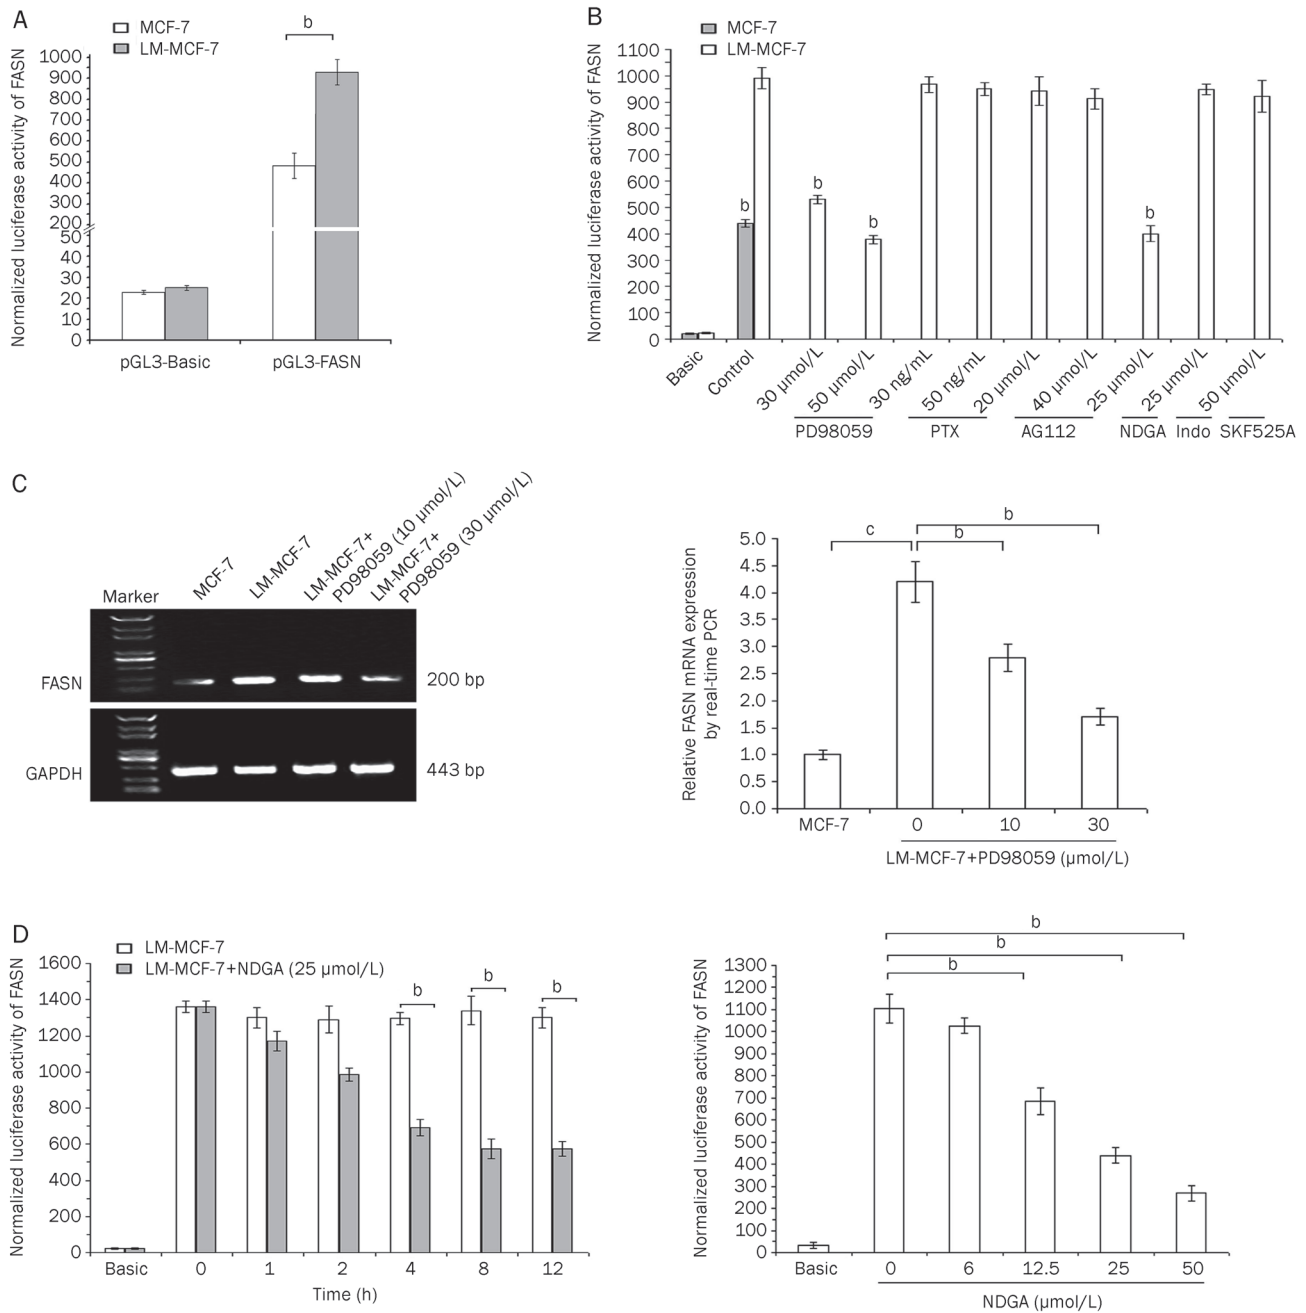 A
MCF-7
LM-MCF-7
b
Normalized luciferase activity of FASN
1000
900
800
700
600
500
400
300
200
50
40
30
20
10
0
pGL3-Basic
pGL3-FASN
B
MCF-7
LM-MCF-7
Normalized luciferase activity of FASN
1100
1000
900
800
700
600
500
400
300
200
100
0
b
b
b
b
Basic
Control
30 μmol/L
50 μmol/L
30 ng/mL
50 ng/mL
20 μmol/L
40 μmol/L
25 μmol/L
25 μmol/L
50 μmol/L
PD98059
PTX
AG112
NDGA
Indo
SKF525A
C
Marker
MCF-7
LM-MCF-7
LM-MCF-7+
PD98059 (10 μmol/L)
LM-MCF-7+
PD98059 (30 μmol/L)
FASN
200 bp
GAPDH
443 bp
Relative FASN mRNA expression
by real-time PCR
5.0
4.5
4.0
3.5
3.0
2.5
2.0
1.5
1.0
0.5
0.0
c
b
b
MCF-7
0
10
30
LM-MCF-7+PD98059 (μmol/L)
D
LM-MCF-7
LM-MCF-7+NDGA (25 μmol/L)
Normalized luciferase activity of FASN
1600
1400
1200
1000
800
600
400
200
0
b
b
b
Basic
0
1
2
4
8
12
Time (h)
Normalized luciferase activity of FASN
1300
1200
1100
1000
900
800
700
600
500
400
300
200
100
0
b
b
b
Basic
0
6
12.5
25
50
NDGA (μmol/L)